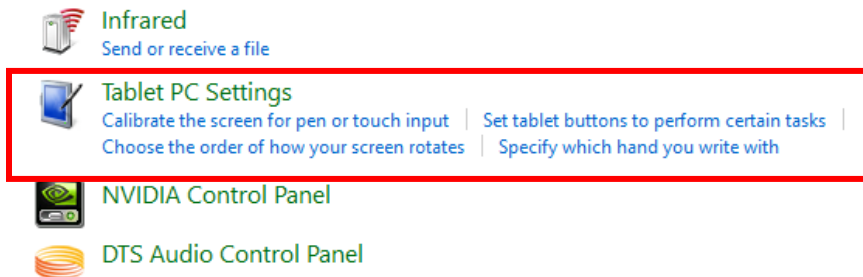 Infrared
Send or receive a file
Tablet PC Settings
Calibrate the screen for pen or touch input | Set tablet buttons to perform certain tasks |
Choose the order of how your screen rotates | Specify which hand you write with
NVIDIA Control Panel
DTS Audio Control Panel